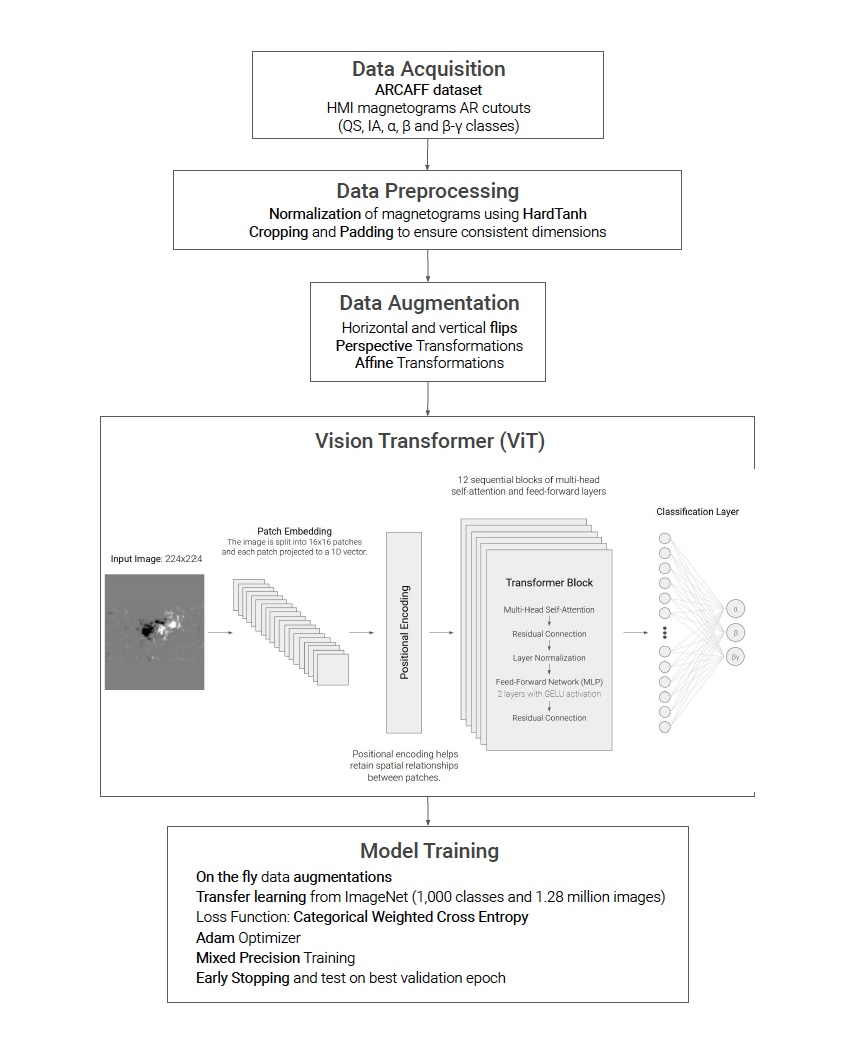 Data Acquisition
ARCAFF dataset
HMI magnetograms AR cutouts
(QS, IA, α, β and β-γ classes)
Data Preprocessing
Normalization of magnetograms using HardTanh
Cropping and Padding to ensure consistent dimensions
Data Augmentation
Horizontal and vertical flips
Perspective Transformations
Affine Transformations
Vision Transformer (ViT)
Input Image: 224x224
Patch Embedding
The image is split into 16x16 patches
and each patch projected to a 1D vector.
Positional Encoding
Positional encoding helps
retain spatial relationships
between patches.
12 sequential blocks of multi-head
self-attention and feed-forward layers
Transformer Block
Multi-Head Self-Attention
Residual Connection
Layer Normalization
Feed-Forward Network (MLP)
2 layers with GELU activation
Residual Connection
Classification Layer
α
β
βγ
Model Training
On the fly data augmentations
Transfer learning from ImageNet (1,000 classes and 1.28 million images)
Loss Function: Categorical Weighted Cross Entropy
Adam Optimizer
Mixed Precision Training
Early Stopping and test on best validation epoch